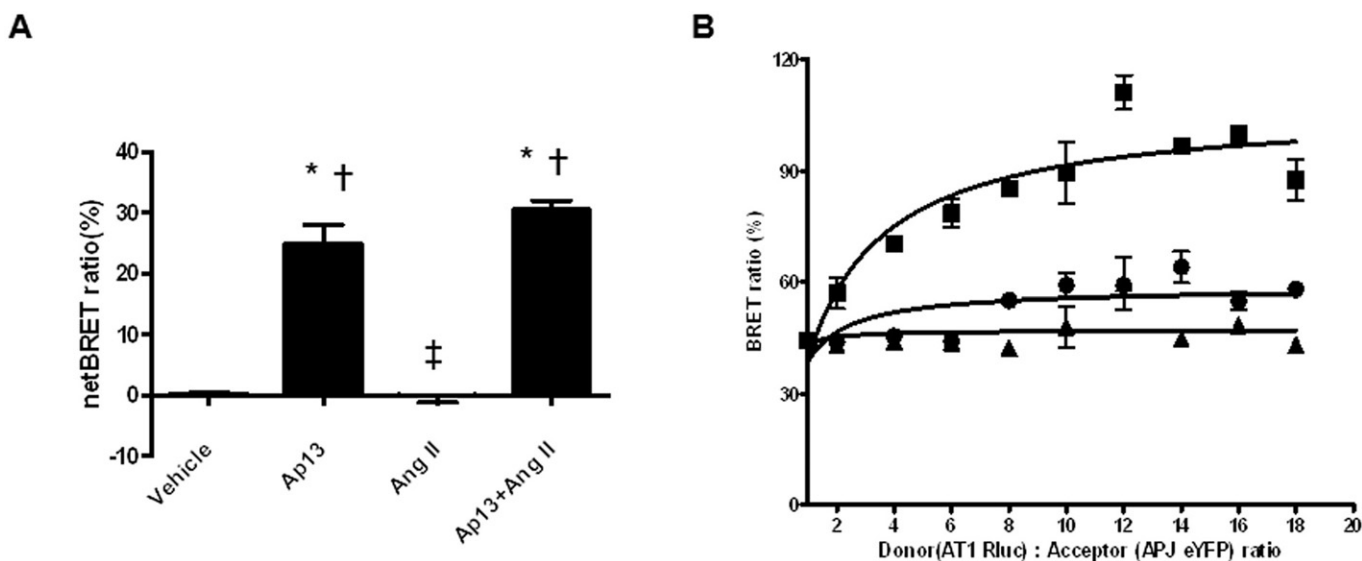 A
B
netBRET ratio(%)
40
30
20
10
0
-10
* †
‡
* †
Vehicle
Ap13
Ang II
Ap13+Ang II
BRET ratio (%)
120
90
60
30
0
2 4 6 8 10 12 14 16 18 20
Donor(AT1 Rluc) : Acceptor (APJ eYFP) ratio